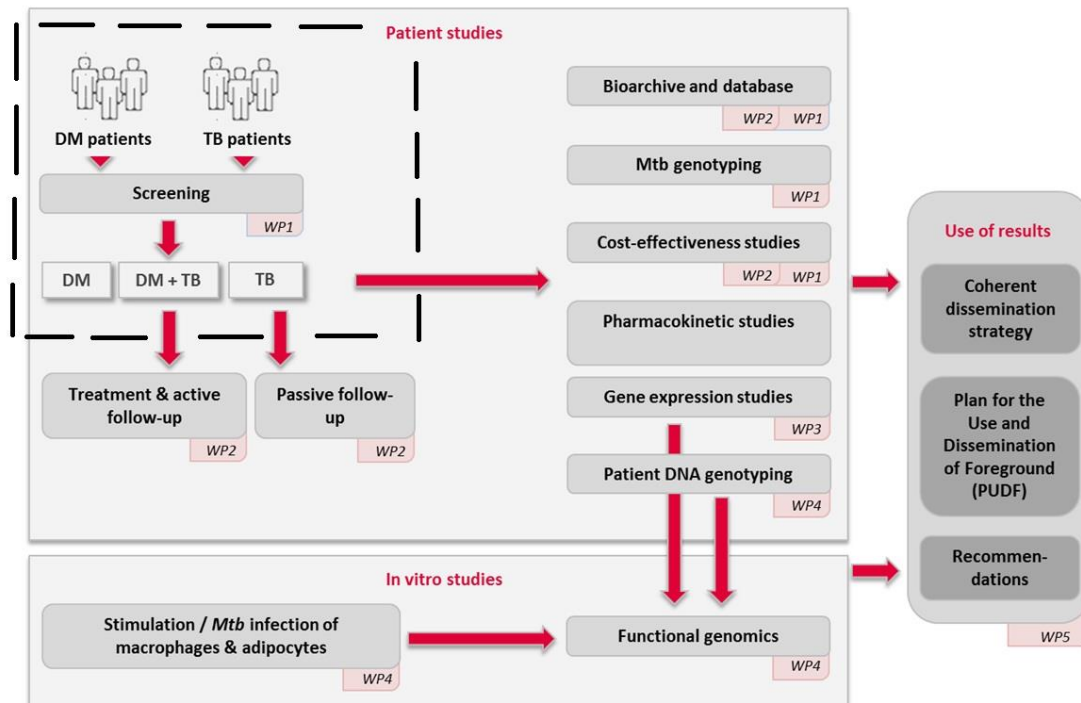 Patient studies
DM patients
TB patients
Screening
WP1
DM
DM + TB
TB
Treatment & active
follow-up
WP2
Passive follow-
up
WP2
Bioarchive and database
WP2
WP1
Mtb genotyping
WP1
Cost-effectiveness studies
WP2
WP1
Pharmacokinetic studies
Gene expression studies
WP3
Patient DNA genotyping
WP4
In vitro studies
Stimulation / Mtb infection of
macrophages & adipocytes
WP4
Functional genomics
WP4
Use of results
Coherent
dissemination
strategy
Plan for the
Use and
Dissemination
of Foreground
(PUDF)
Recommen-
dations
WP5